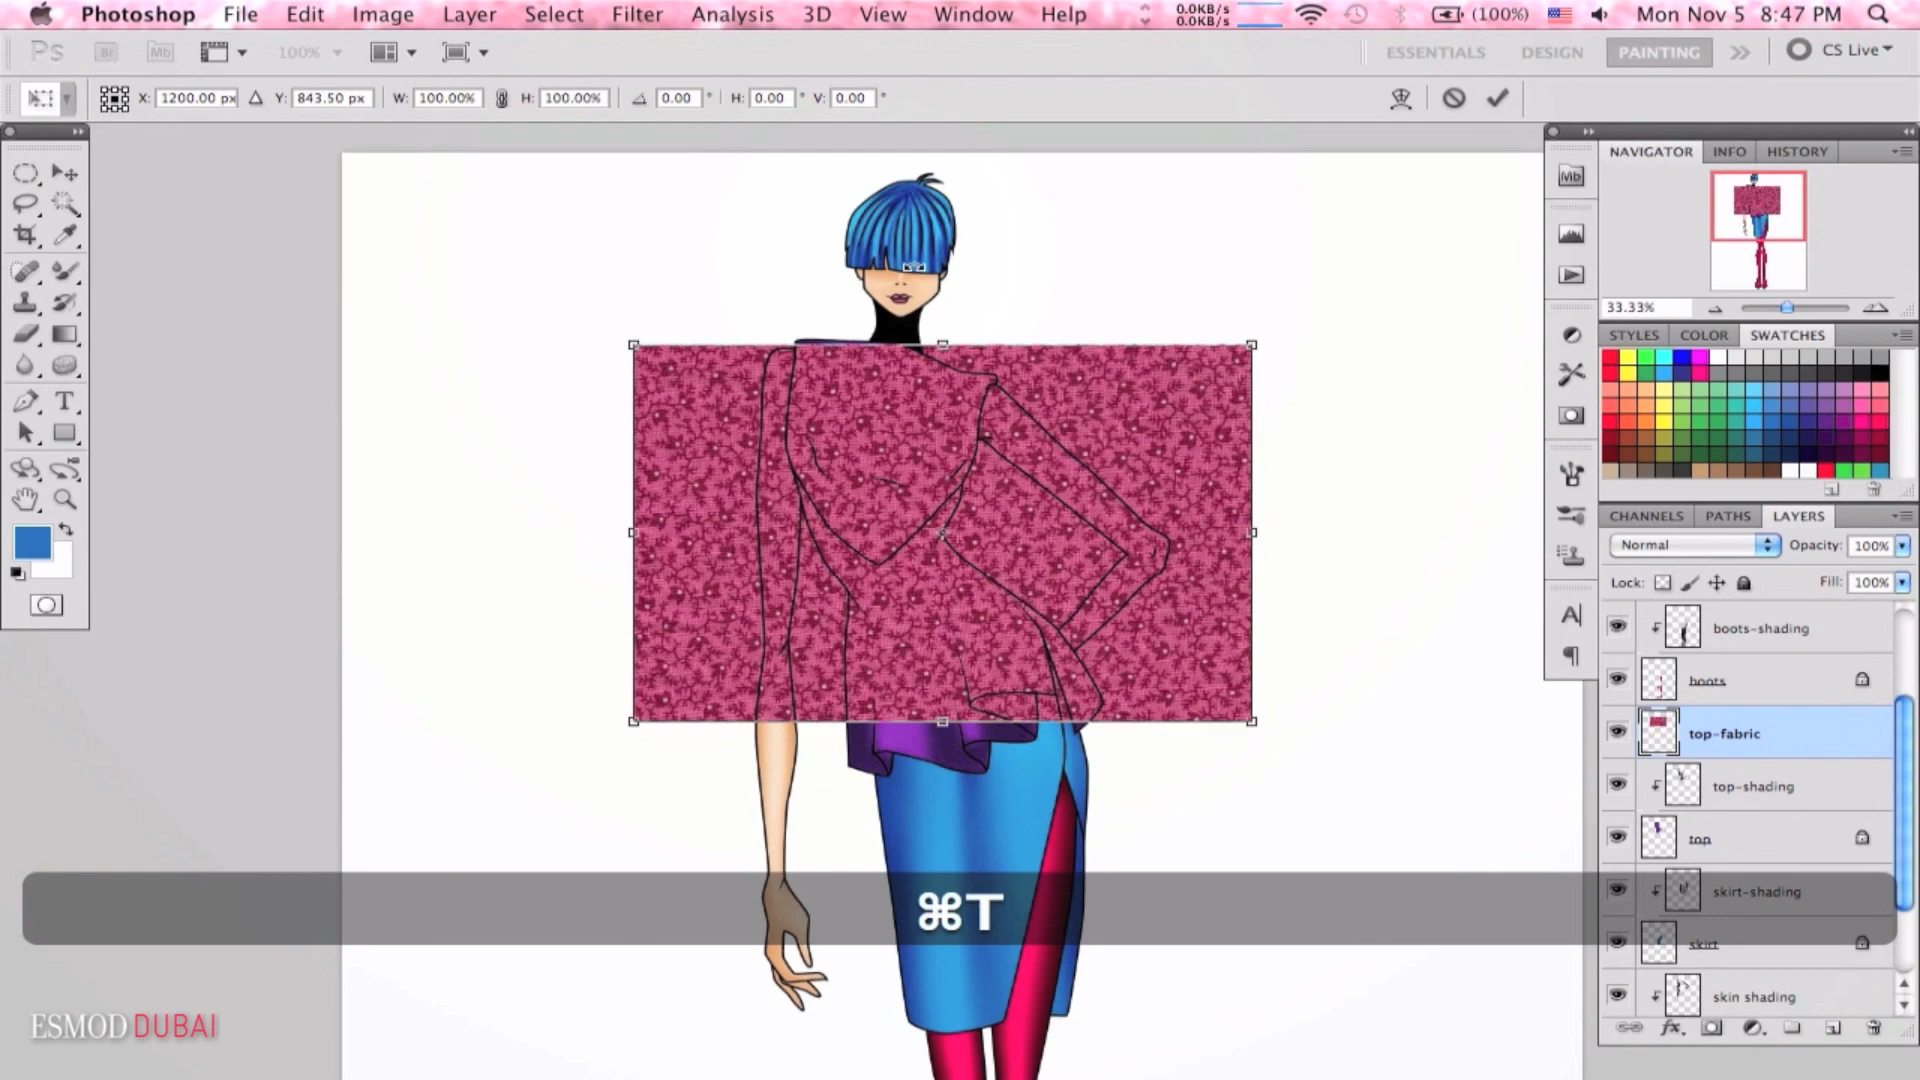 Photoshop File Edit Image Layer Select Filter Analysis 3D View Window Help 0.0KB/s 0.0KB/s (100%) Mon Nov 5 8:47 PM
Ps Br Mb 100% ESSENTIALS DESIGN PAINTING CS Live
X: 1200.00 px Y: 843.50 px W: 100.00% H: 100.00% 0.00 ° H: 0.00 ° V: 0.00 °
NAVIGATOR INFO HISTORY
Mb
33.33%
STYLES COLOR SWATCHES
CHANNELS PATHS LAYERS
Normal Opacity: 100%
Lock: Fill: 100%
boots-shading
boots
top-fabric
top-shading
top
skirt-shading
skirt
skin shading
⌘T
ESMOD DUBAI